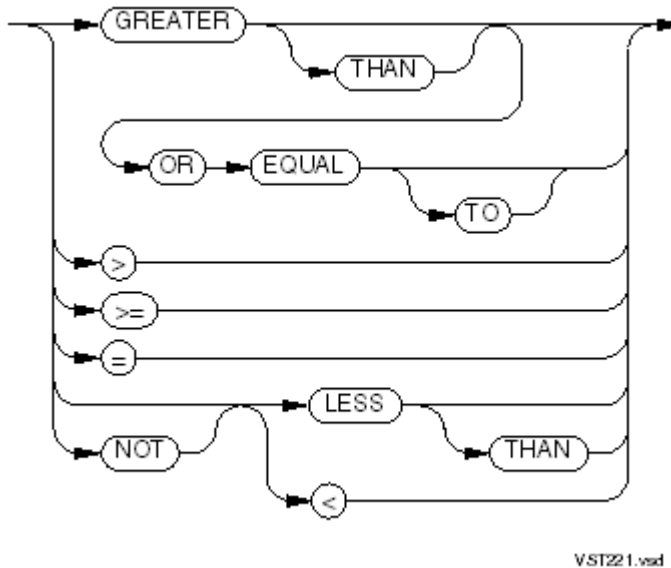 GREATER
THAN
OR EQUAL
TO
>
>=
=
LESS
NOT THAN
<
VST221.vsd